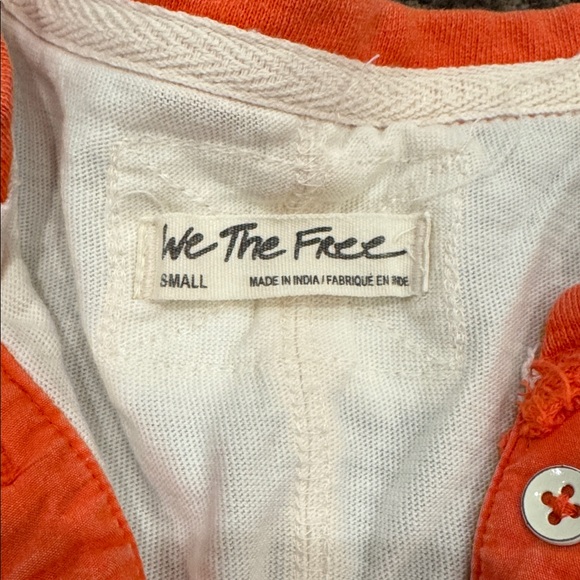 We The Free
SMALL MADE IN INDIA / FABRIQUÉ EN INDE